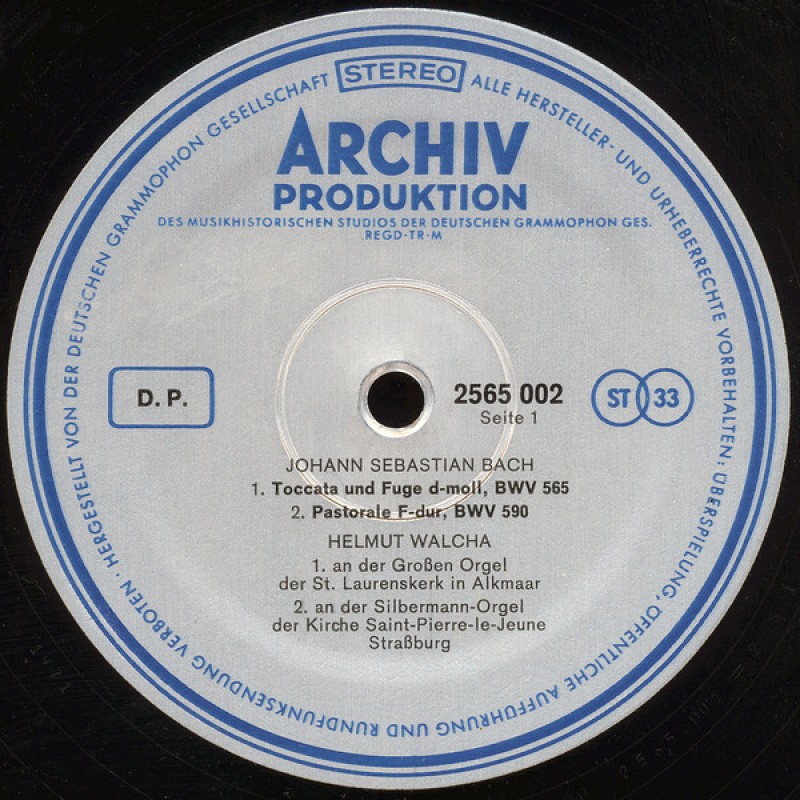 STEREO
HERGESTELLT VON DER DEUTSCHEN GRAMMOPHON GESELLSCHAFT
ALLE HERSTELLER- UND URHEBERRECHTE VORBEHALTEN: ÜBERSPIELUNG, ÖFFENTLICHE AUFFÜHRUNG UND RUNDFUNKSENDUNG VERBOTEN ·
ARCHIV
PRODUKTION
DES MUSIKHISTORISCHEN STUDIOS DER DEUTSCHEN GRAMMOPHON GES.
REGD·TR·M
D. P.
2565 002
Seite 1
ST 33
JOHANN SEBASTIAN BACH
1. Toccata und Fuge d-moll, BWV 565
2. Pastorale F-dur, BWV 590
HELMUT WALCHA
1. an der Großen Orgel
der St. Laurenskerk in Alkmaar
2. an der Silbermann-Orgel
der Kirche Saint-Pierre-le-Jeune
Straßburg